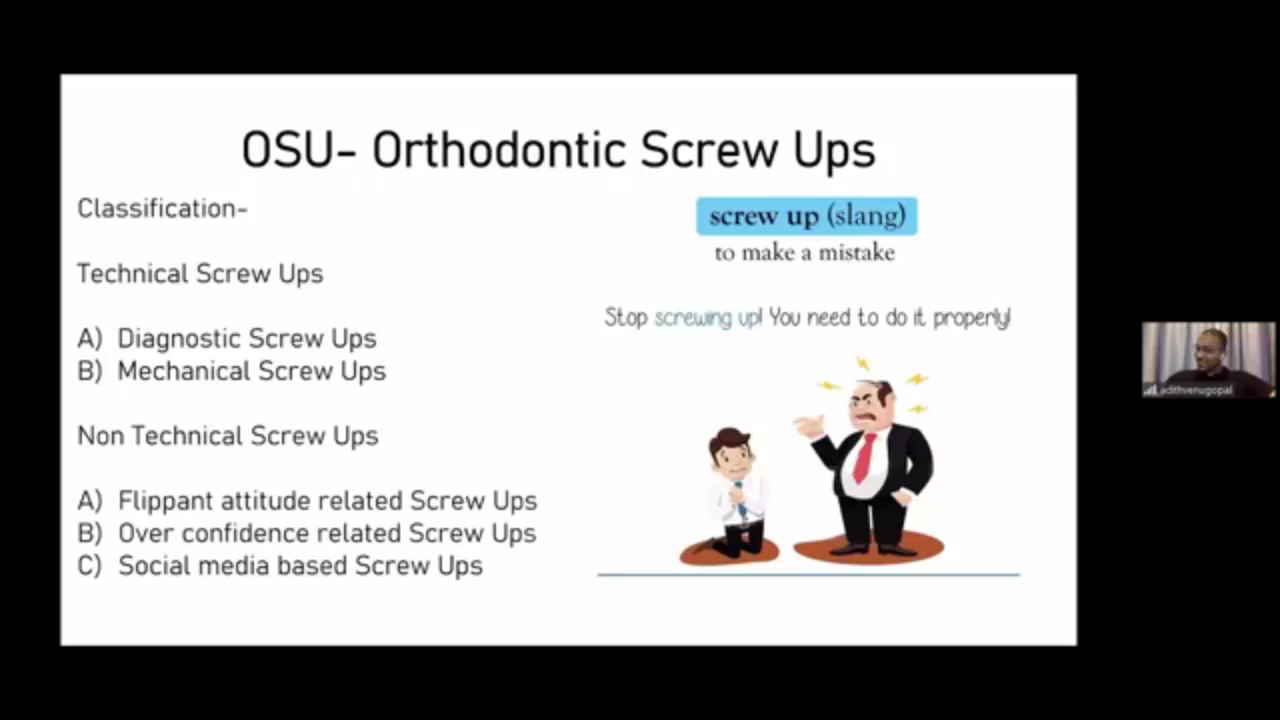 OSU- Orthodontic Screw Ups
Classification-
Technical Screw Ups
A) Diagnostic Screw Ups
B) Mechanical Screw Ups
Non Technical Screw Ups
A) Flippant attitude related Screw Ups
B) Over confidence related Screw Ups
C) Social media based Screw Ups
screw up (slang)
to make a mistake
Stop screwing up! You need to do it properly!
adithvenugopal